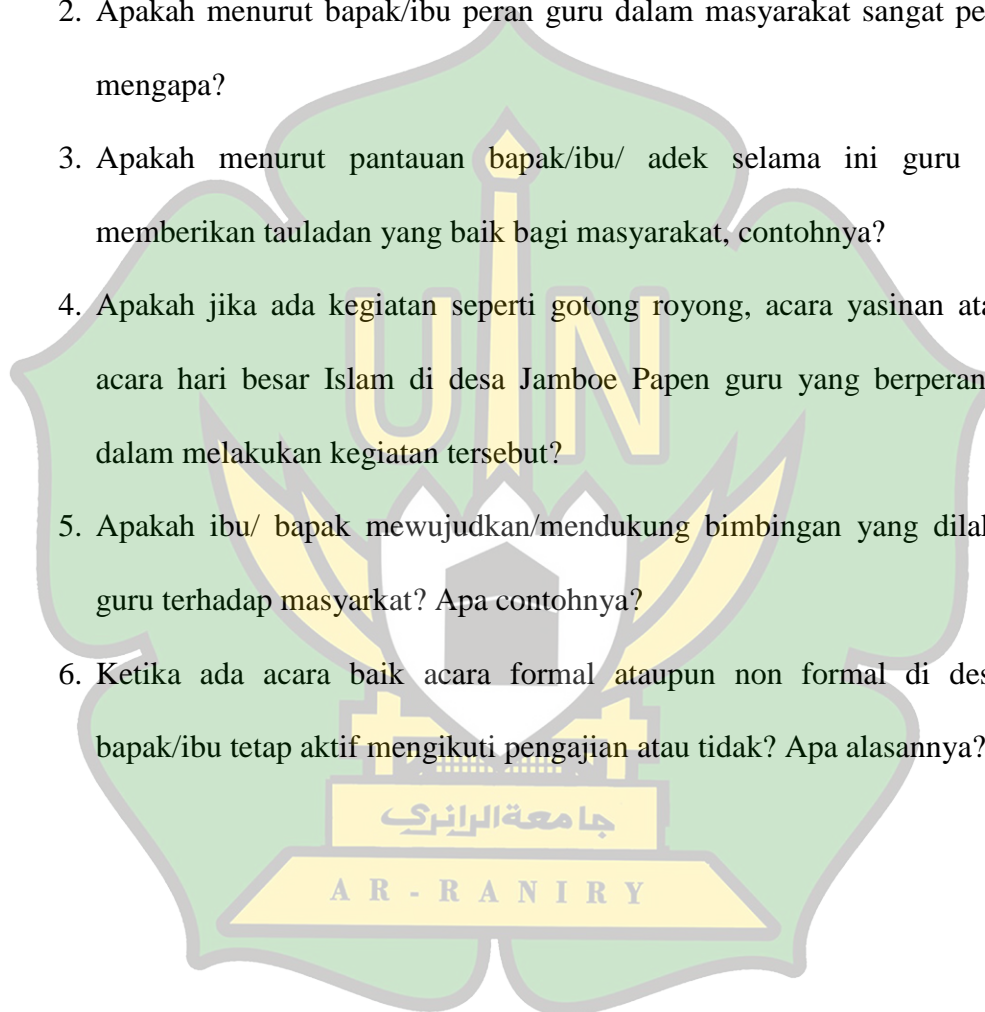 2. Apakah menurut bapak/ibu peran guru dalam masyarakat sangat pe
mengapa?
3. Apakah menurut pantauan bapak/ibu/ adek selama ini guru
memberikan tauladan yang baik bagi masyarakat, contohnya?
4. Apakah jika ada kegiatan seperti gotong royong, acara yasinan ata
acara hari besar Islam di desa Jamboe Papen guru yang berperan
dalam melakukan kegiatan tersebut?
UIN
5. Apakah ibu/ bapak mewujudkan/mendukung bimbingan yang dilak
guru terhadap masyarkat? Apa contohnya?
6. Ketika ada acara baik acara formal ataupun non formal di des
bapak/ibu tetap aktif mengikuti pengajian atau tidak? Apa alasannya?
جامعة الرانري
AR-RANIRY